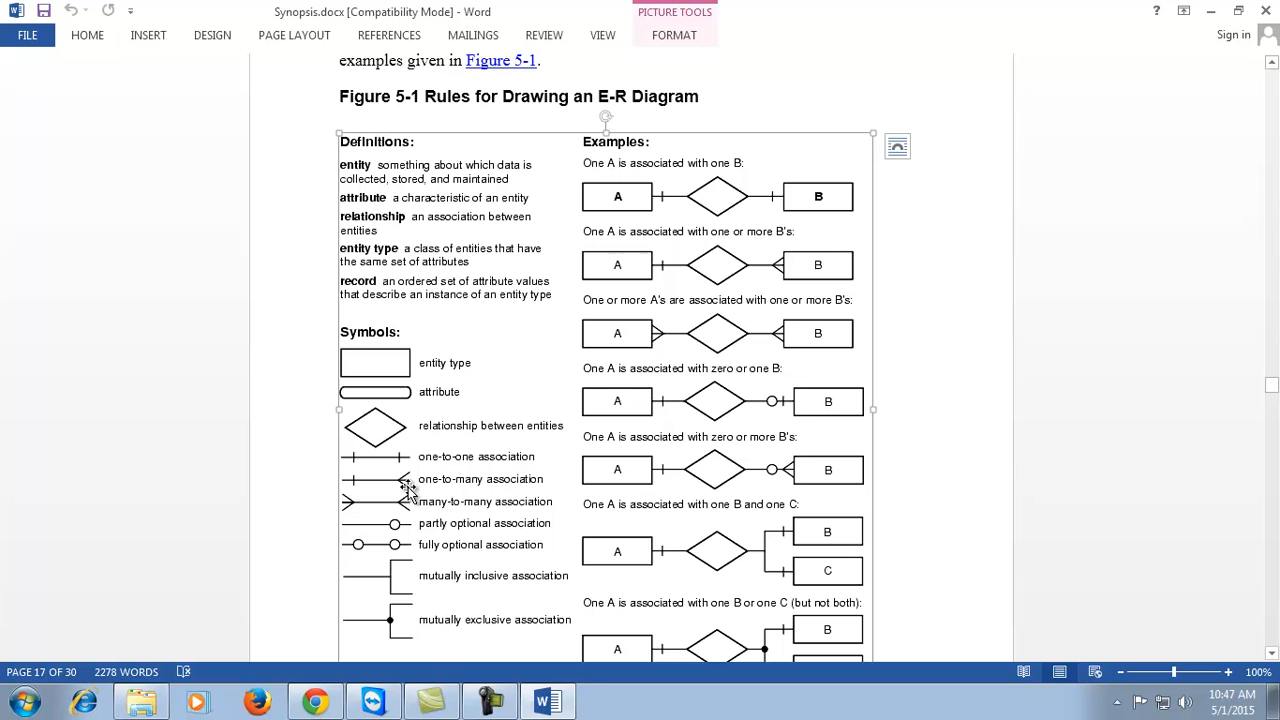 Synopsis.docx [Compatibility Mode] - Word
PICTURE TOOLS
?
FILE HOME INSERT DESIGN PAGE LAYOUT REFERENCES MAILINGS REVIEW VIEW FORMAT Sign in
examples given in Figure 5-1.
Figure 5-1 Rules for Drawing an E-R Diagram
Definitions:
entity something about which data is
collected, stored, and maintained
attribute a characteristic of an entity
relationship an association between
entities
entity type a class of entities that have
the same set of attributes
record an ordered set of attribute values
that describe an instance of an entity type
Symbols:
entity type
attribute
relationship between entities
one-to-one association
one-to-many association
many-to-many association
partly optional association
fully optional association
mutually inclusive association
mutually exclusive association
Examples:
One A is associated with one B:
A B
One A is associated with one or more B's:
A B
One or more A's are associated with one or more B's:
A B
One A is associated with zero or one B:
A B
One A is associated with zero or more B's:
A B
One A is associated with one B and one C:
B
A
C
One A is associated with one B or one C (but not both):
B
A
PAGE 17 OF 30 2278 WORDS 100%
10:47 AM
5/1/2015